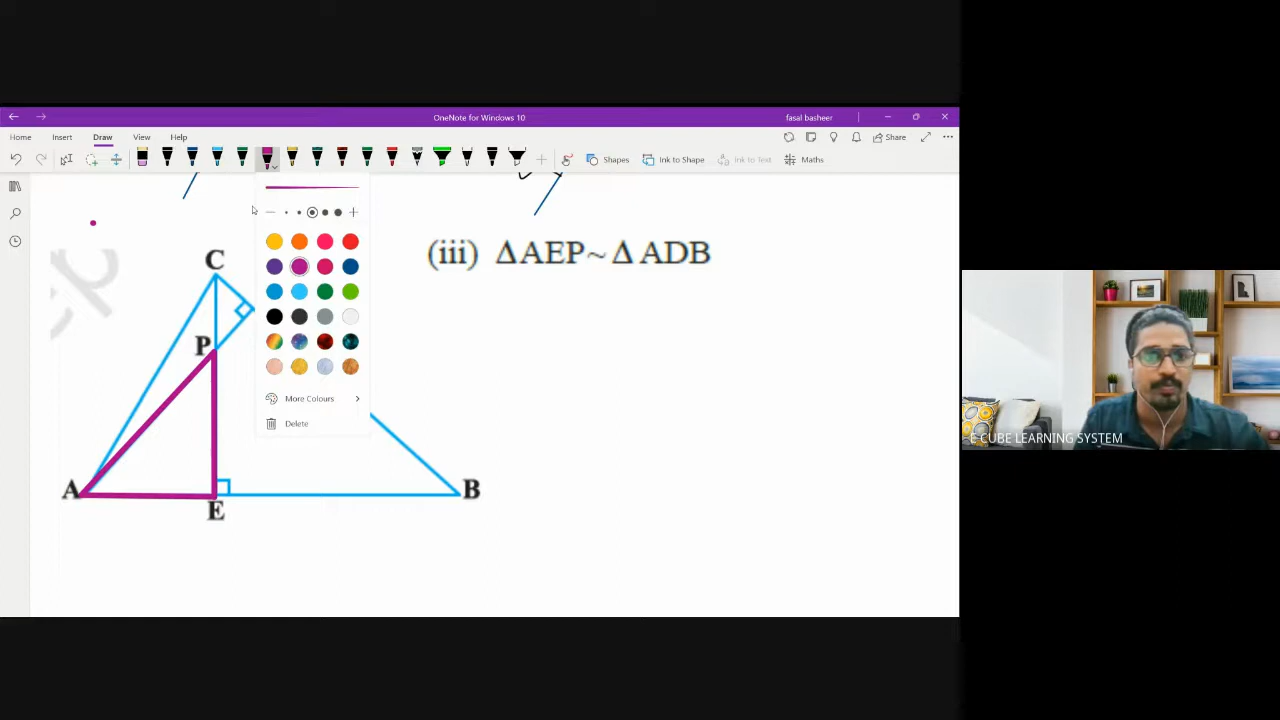 OneNote for Windows 10
fasal basheer
Home Insert Draw View Help
Share
Shapes
Ink to Shape
Ink to Text
Maths
(iii) ΔAEP~ Δ ADB
C
P
A
E
B
More Colours
Delete
E CUBE LEARNING SYSTEM